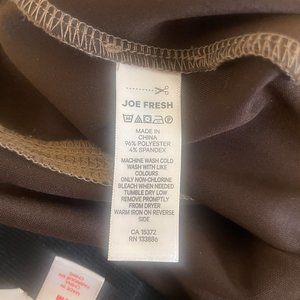 JOE FRESH
MADE IN
CHINA
96% POLYESTER
4% SPANDEX
MACHINE WASH COLD
WASH WITH LIKE
COLOURS
ONLY NON-CHLORINE
BLEACH WHEN NEEDED
TUMBLE DRY LOW
REMOVE PROMPTLY
FROM DRYER
WARM IRON ON REVERSE
SIDE
CA 15372
RN 133886